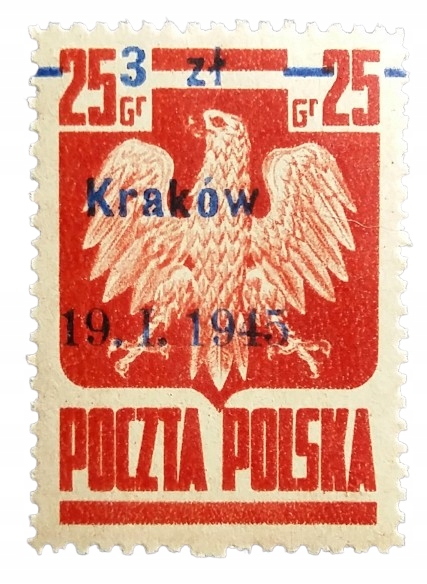 25 Gr 3 zł Gr 25
Kraków
19. I. 1945
POCZTA POLSKA